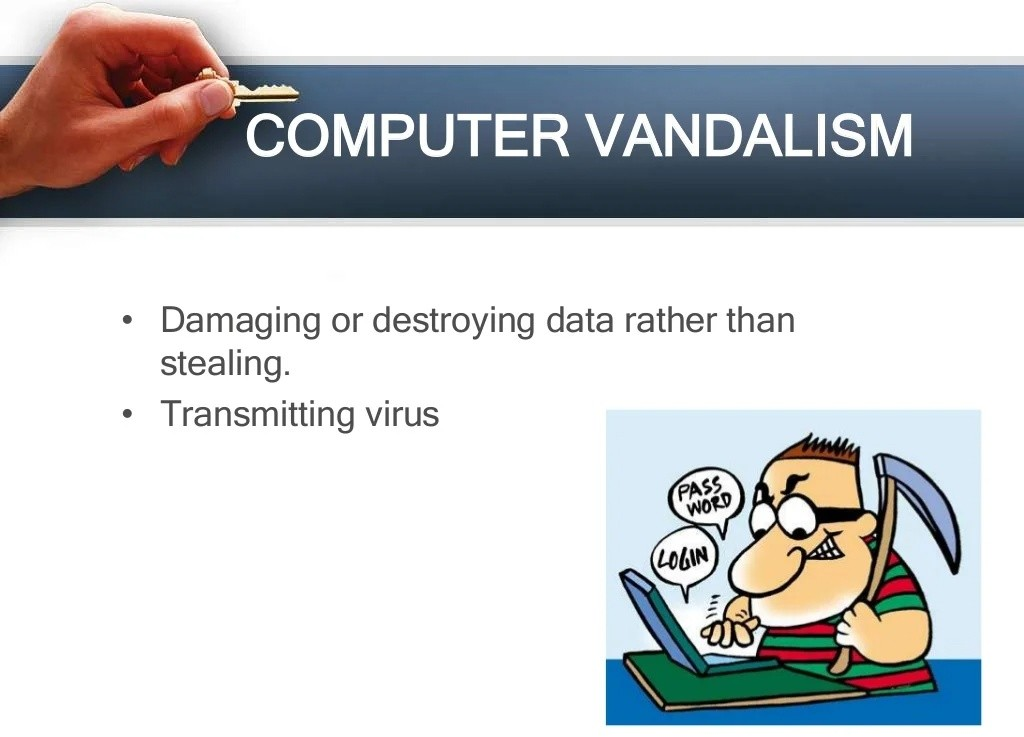 COMPUTER VANDALISM
• Damaging or destroying data rather than
stealing.
• Transmitting virus
PASS
WORD
LOGIN